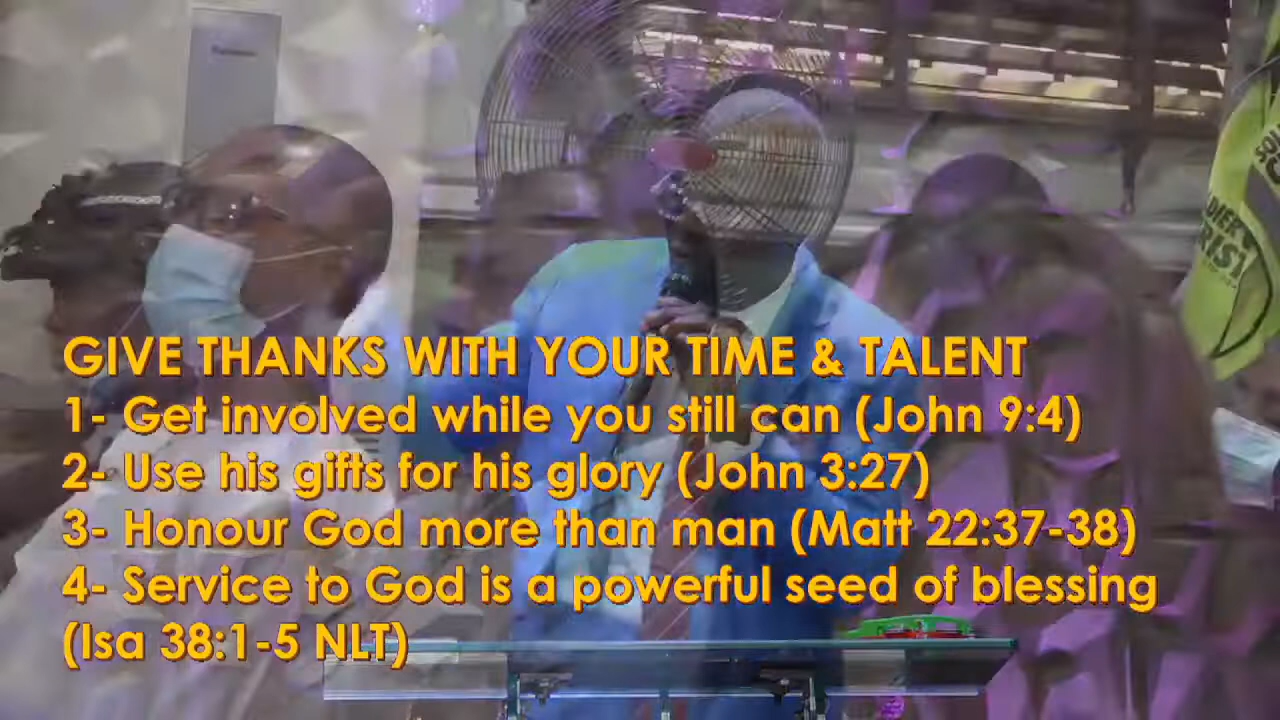 GIVE THANKS WITH YOUR TIME & TALENT
1- Get involved while you still can (John 9:4)
2- Use his gifts for his glory (John 3:27)
3- Honour God more than man (Matt 22:37-38)
4- Service to God is a powerful seed of blessing
(Isa 38:1-5 NLT)